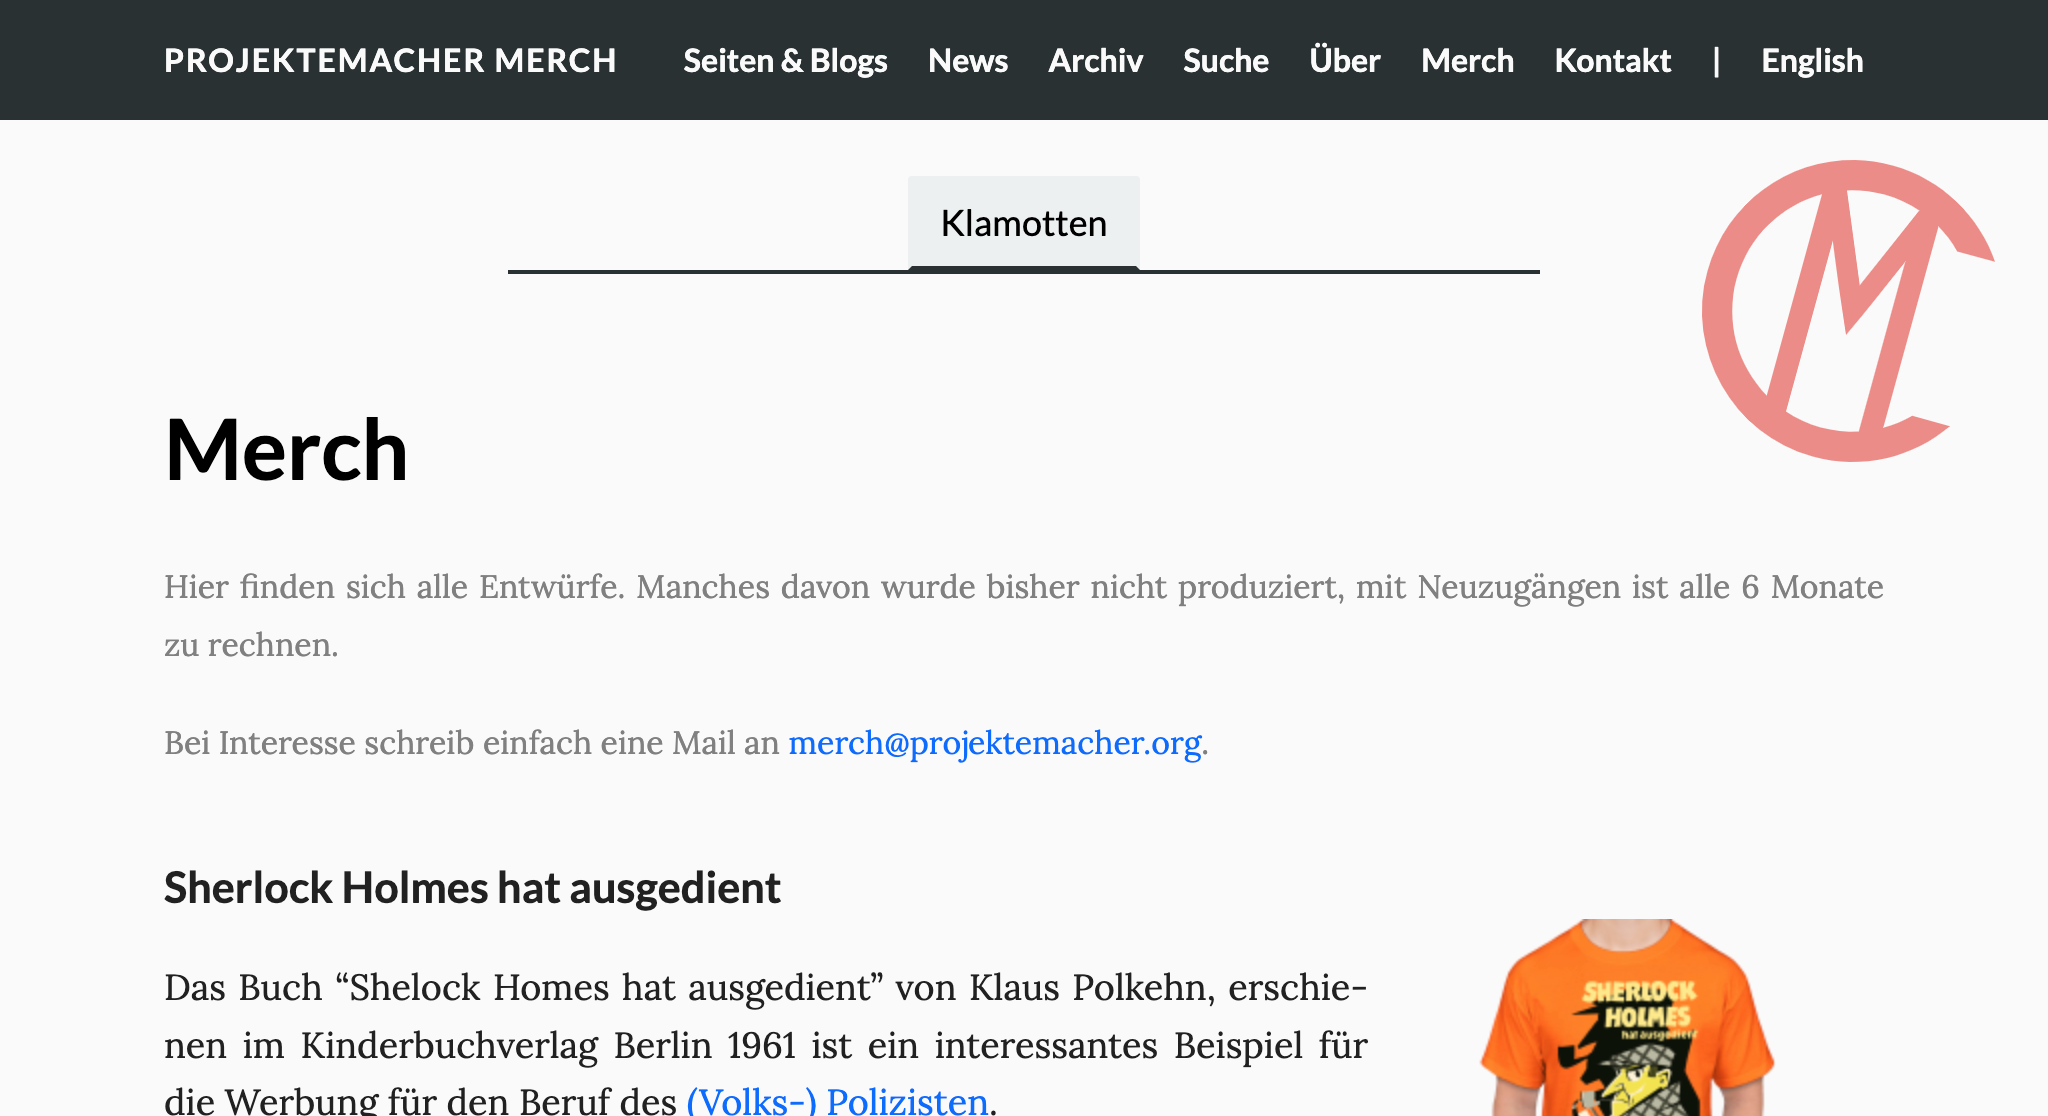 PROJEKTEMACHER MERCH Seiten & Blogs News Archiv Suche Über Merch Kontakt | English
Klamotten
Merch
Hier finden sich alle Entwürfe. Manches davon wurde bisher nicht produziert, mit Neuzugängen ist alle 6 Monate
zu rechnen.
Bei Interesse schreib einfach eine Mail an merch@projektemacher.org.
Sherlock Holmes hat ausgedient
Das Buch “Shelock Homes hat ausgedient” von Klaus Polkehn, erschie-
nen im Kinderbuchverlag Berlin 1961 ist ein interessantes Beispiel für
die Werbung für den Beruf des (Volks-) Polizisten.
SHERLOCK
HOLMES
hat ausgedient